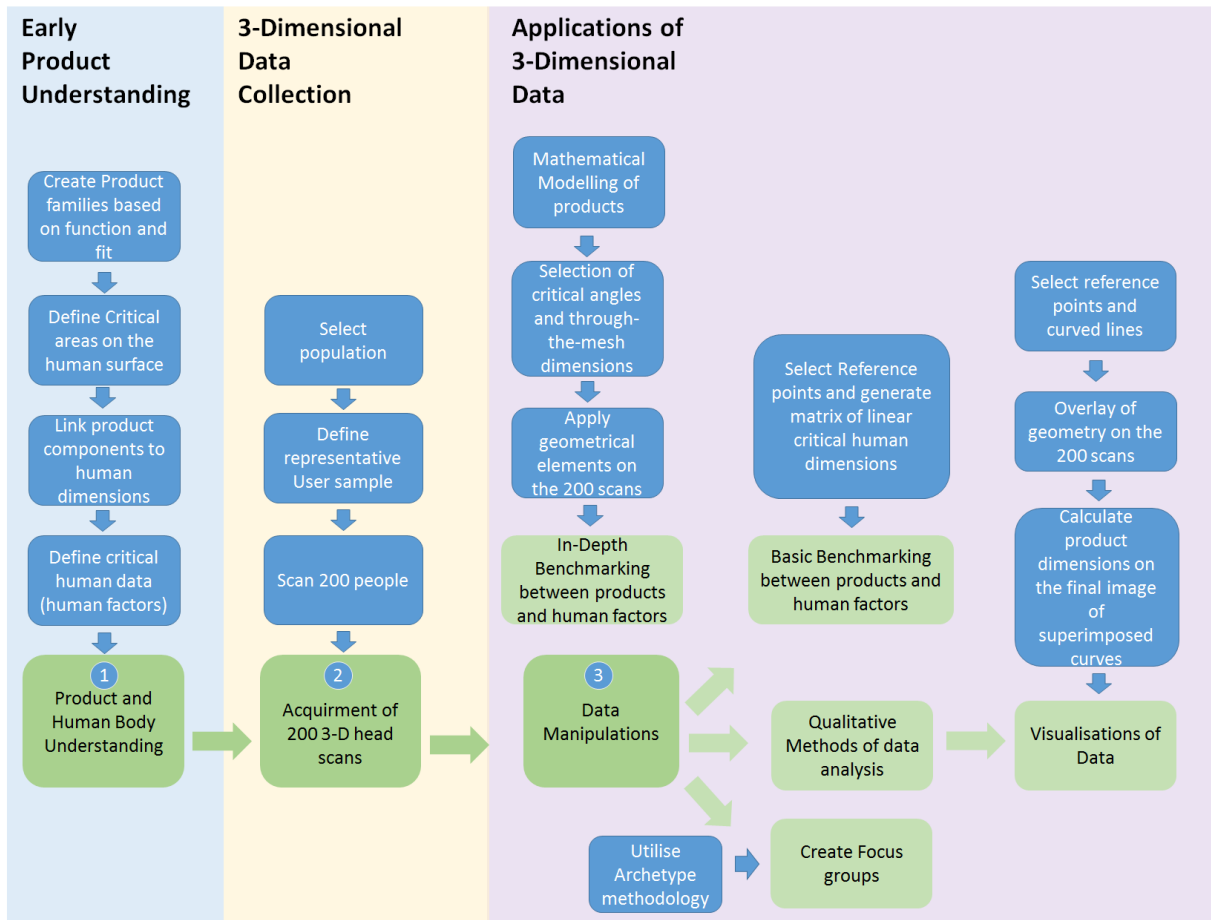 Early
Product
Understanding
Create Product
families based
on function and
fit
Define Critical
areas on the
human surface
Link product
components to
human
dimensions
Define critical
human data
(human factors)
1
Product and
Human Body
Understanding
3-Dimensional
Data
Collection
Select
population
Define
representative
User sample
Scan 200 people
2
Acquirment of
200 3-D head
scans
Applications of
3-Dimensional
Data
Mathematical
Modelling of
products
Selection of
critical angles
and through-
the-mesh
dimensions
Apply
geometrical
elements on
the 200 scans
In-Depth
Benchmarking
between products
and human factors
3
Data
Manipulations
Select Reference
points and generate
matrix of linear
critical human
dimensions
Basic Benchmarking
between products and
human factors
Qualitative
Methods of data
analysis
Utilise
Archetype
methodology
Create Focus
groups
Select reference
points and
curved lines
Overlay of
geometry on the
200 scans
Calculate
product
dimensions on
the final image
of
superimposed
curves
Visualisations of
Data